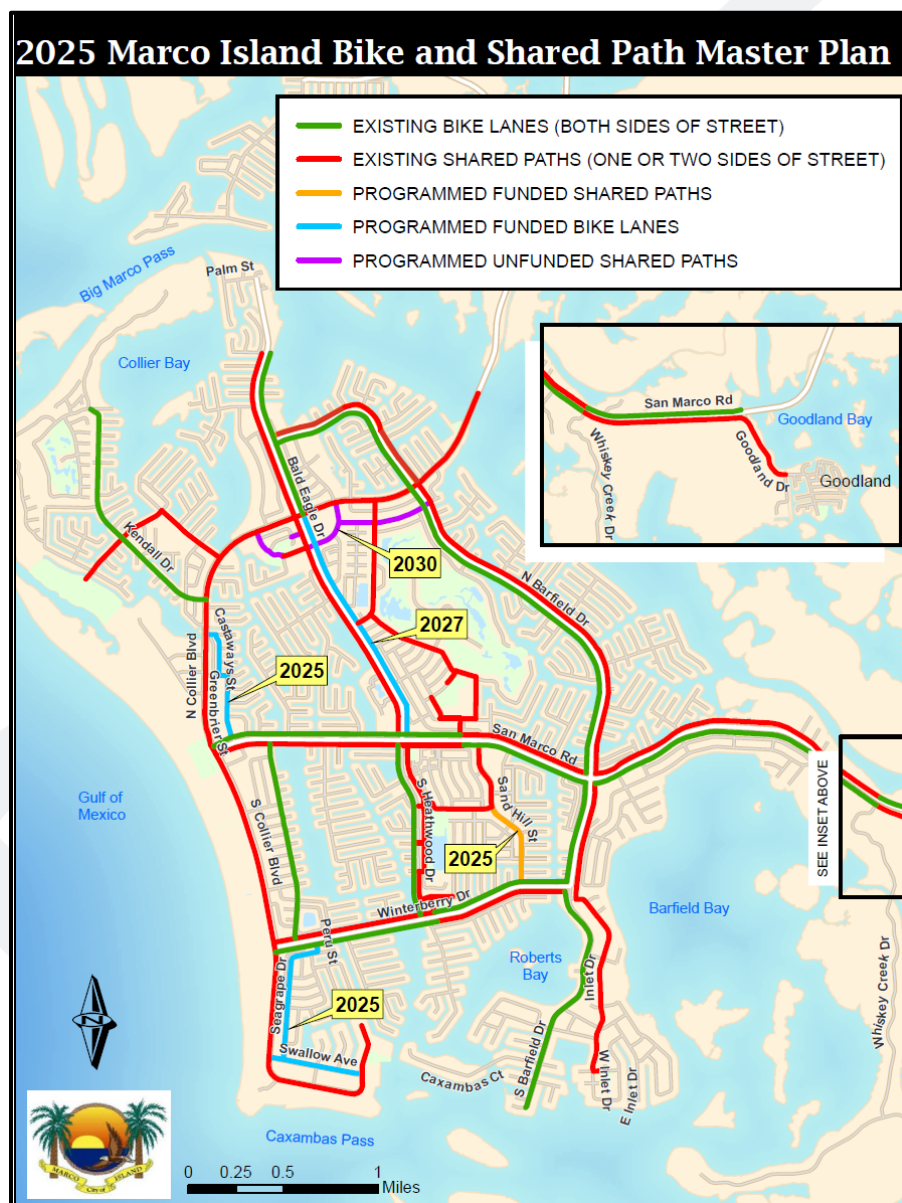 2025 Marco Island Bike and Shared Path Master Plan
EXISTING BIKE LANES (BOTH SIDES OF STREET)
EXISTING SHARED PATHS (ONE OR TWO SIDES OF STREET)
PROGRAMMED FUNDED SHARED PATHS
PROGRAMMED FUNDED BIKE LANES
PROGRAMMED UNFUNDED SHARED PATHS
Big Marco Pass
Palm St
Collier Bay
San Marco Rd
Goodland Bay
Whiskey Creek Dr
Goodland Dr
Goodland
Bald Eagle Dr
Kendall Dr
2030
N Barfield Dr
2027
N Collier Blvd
Castaways St
Greenbrier St
2025
San Marco Rd
Gulf of
Mexico
S Collier Blvd
S Heathwood Dr
Sand Hill St
2025
SEE INSET ABOVE
Winterberry Dr
Barfield Bay
Peru St
Roberts
Bay
Inlet Dr
Whiskey Creek Dr
Seagrape Dr
2025
Swallow Ave
Caxambas Ct
S Barfield Dr
W Inlet Dr
E Inlet Dr
N
Caxambas Pass
MARCO
City of
ISLAND
0 0.25 0.5 1
Miles